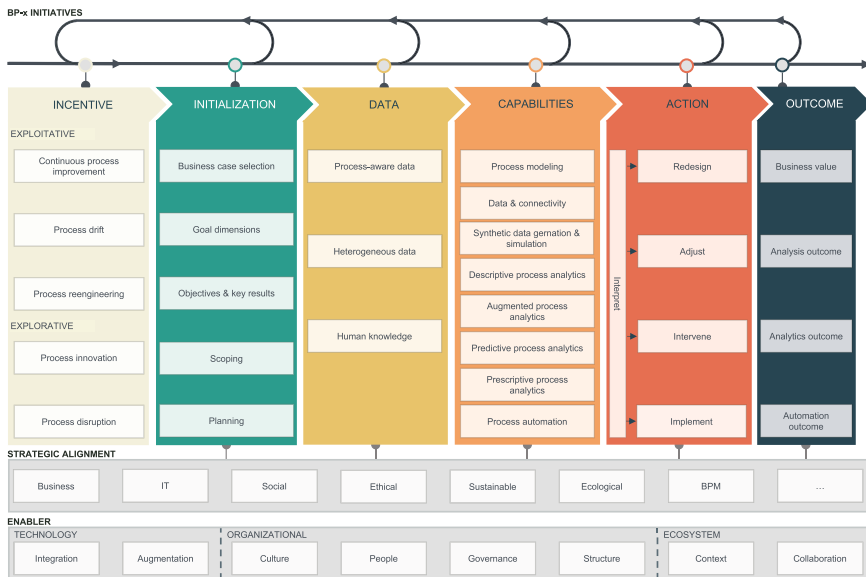 BP-x INITIATIVES
INCENTIVE
INITIALIZATION
DATA
CAPABILITIES
ACTION
OUTCOME
EXPLOITATIVE
Continuous process
improvement
Process drift
Process reengineering
EXPLORATIVE
Process innovation
Process disruption
Business case selection
Goal dimensions
Objectives & key results
Scoping
Planning
Process-aware data
Heterogeneous data
Human knowledge
Process modeling
Data & connectivity
Synthetic data gernation &
simulation
Descriptive process analytics
Augmented process
analytics
Predictive process analytics
Prescriptive process
analytics
Process automation
Interpret
Redesign
Adjust
Intervene
Implement
Business value
Analysis outcome
Analytics outcome
Automation
outcome
STRATEGIC ALIGNMENT
Business
IT
Social
Ethical
Sustainable
Ecological
BPM
...
ENABLER
TECHNOLOGY
Integration
Augmentation
ORGANIZATIONAL
Culture
People
Governance
Structure
ECOSYSTEM
Context
Collaboration